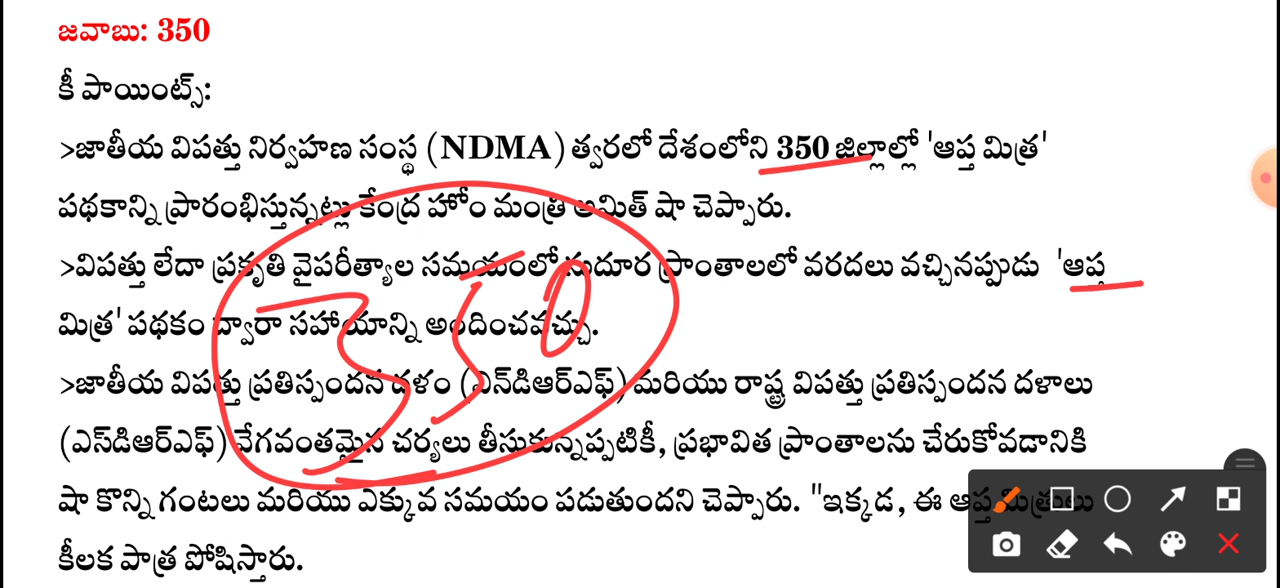 జవాబు: 350
కీ పాయింట్స్:
>జాతీయ విపత్తు నిర్వహణ సంస్థ (NDMA) త్వరలో దేశంలోని 350 జిల్లాల్లో 'ఆప్త మిత్ర'
పథకాన్ని ప్రారంభిస్తున్నట్లు కేంద్ర హోం మంత్రి అమిత్ షా చెప్పారు.
>విపత్తు లేదా ప్రకృతి వైపరీత్యాల సమయంలో సుదూర ప్రాంతాలలో వరదలు వచ్చినప్పుడు 'ఆప్త
మిత్ర' పథకం ద్వారా సహాయాన్ని అందించవచ్చు.
350
>జాతీయ విపత్తు ప్రతిస్పందన దళం (ఎన్‌డిఆర్ఎఫ్) మరియు రాష్ట్ర విపత్తు ప్రతిస్పందన దళాలు
(ఎస్‌డిఆర్ఎఫ్) వేగవంతమైన చర్యలు తీసుకున్నప్పటికీ, ప్రభావిత ప్రాంతాలను చేరుకోవడానికి
షా కొన్ని గంటలు మరియు ఎక్కువ సమయం పడుతుందని చెప్పారు. "ఇక్కడ, ఈ ఆప్త మిత్రులు
కీలక పాత్ర పోషిస్తారు.